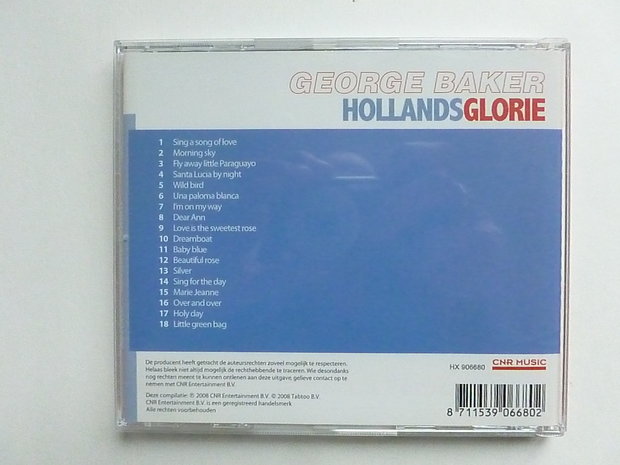 GEORGE BAKER
HOLLANDSGLORIE
1 Sing a song of love
2 Morning sky
3 Fly away little Paraguayo
4 Santa Lucia by night
5 Wild bird
6 Una paloma blanca
7 I'm on my way
8 Dear Ann
9 Love is the sweetest rose
10 Dreamboat
11 Baby blue
12 Beautiful rose
13 Silver
14 Sing for the day
15 Marie Jeanne
16 Over and over
17 Holy day
18 Little green bag
De producent heeft getracht de auteursrechten zoveel mogelijk te respecteren.
Helaas bleek niet altijd mogelijk de rechthebbende te traceren. Wie desondanks
nog rechten meent te kunnen ontlenen aan deze uitgave, gelieve contact op te
nemen met CNR Entertainment B.V.
Deze compilatie: ℗ 2008 CNR Entertainment B.V. © 2008 Tabtoo B.V.
CNR Entertainment B.V. is een geregistreerd handelsmerk
Alle rechten voorbehouden
HX 906680
CNR MUSIC
8 711539 066802